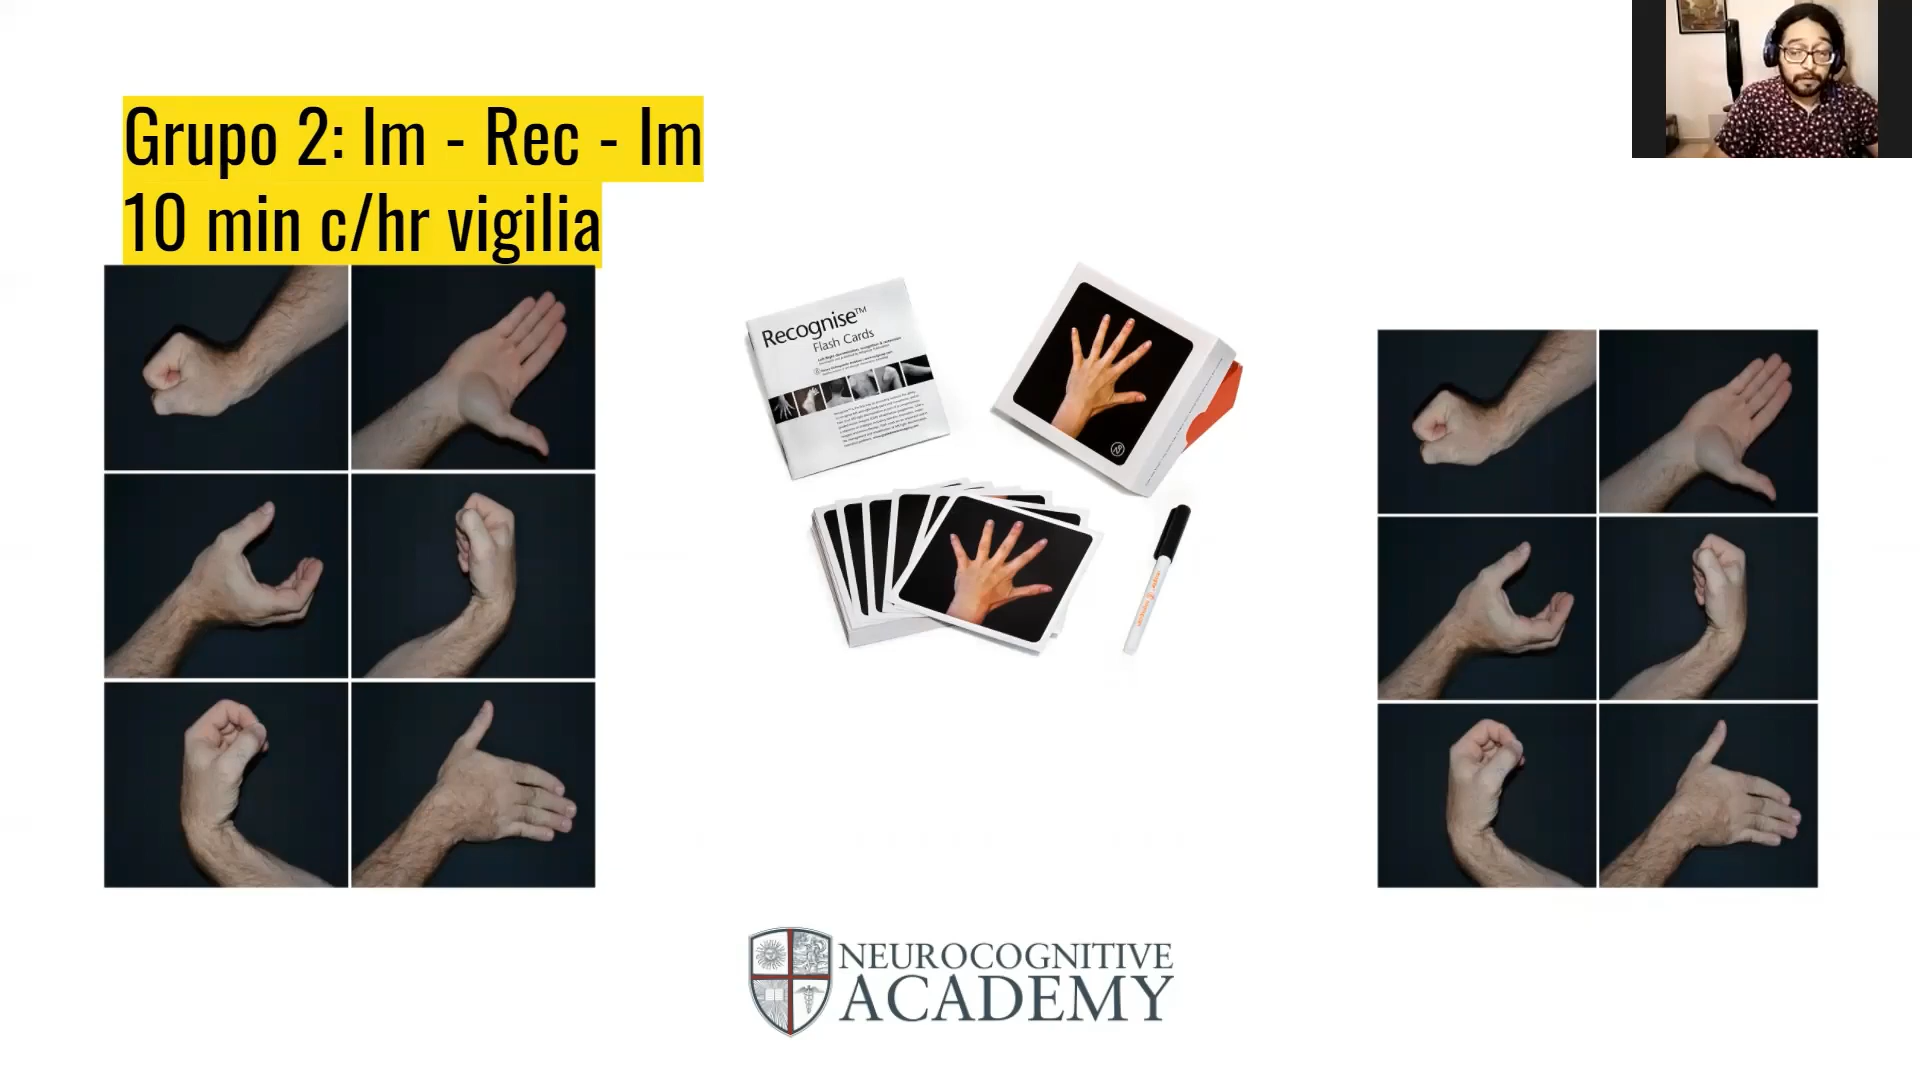 Grupo 2: Im - Rec - Im
10 min c/hr vigilia
Recognise™
Flash Cards
NEUROCOGNITIVE
ACADEMY